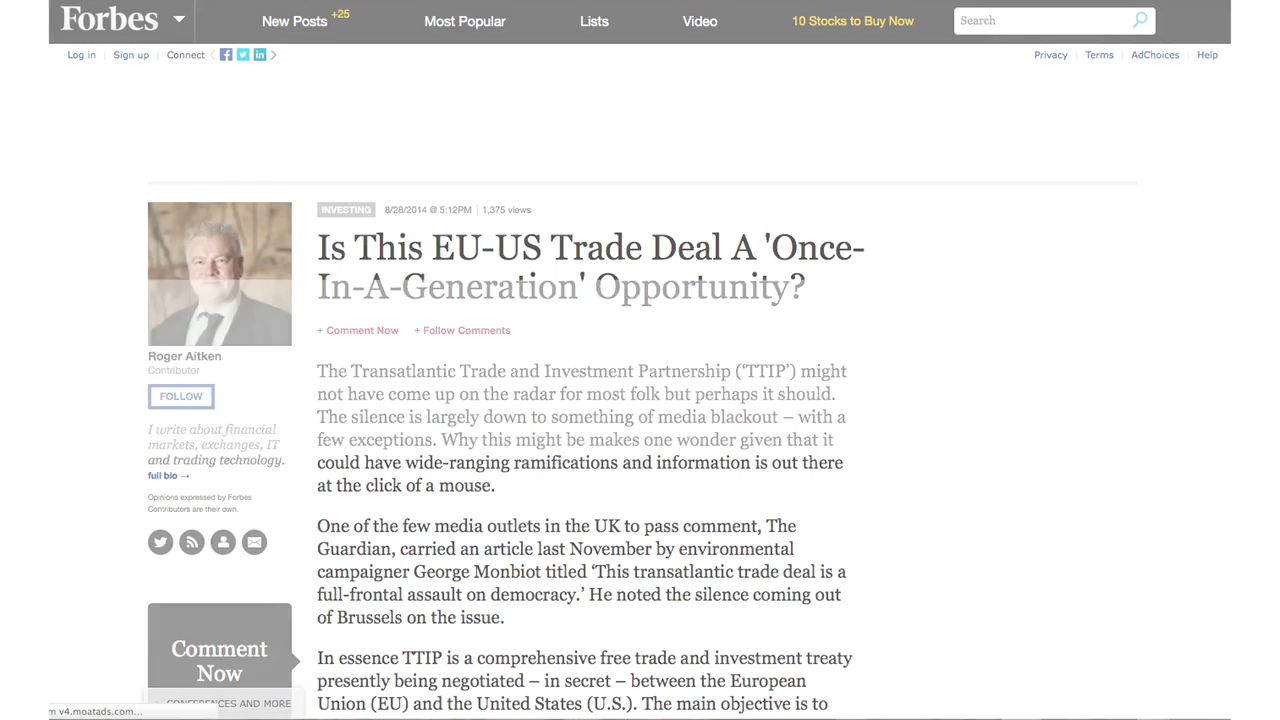 Forbes
New Posts +25
Most Popular
Lists
Video
10 Stocks to Buy Now
Search
Log in
Sign up
Connect
Privacy
Terms
AdChoices
Help
INVESTING 8/28/2014 @ 5:12PM 1,375 views
Is This EU-US Trade Deal A 'Once-
In-A-Generation' Opportunity?
+ Comment Now + Follow Comments
Roger Aitken
Contributor
FOLLOW
I write about financial
markets, exchanges, IT
and trading technology.
full bio →
Opinions expressed by Forbes
Contributors are their own.
Comment
Now
CONFERENCES AND MORE
m v4.moatads.com...
The Transatlantic Trade and Investment Partnership (‘TTIP’) might
not have come up on the radar for most folk but perhaps it should.
The silence is largely down to something of media blackout – with a
few exceptions. Why this might be makes one wonder given that it
could have wide-ranging ramifications and information is out there
at the click of a mouse.
One of the few media outlets in the UK to pass comment, The
Guardian, carried an article last November by environmental
campaigner George Monbiot titled ‘This transatlantic trade deal is a
full-frontal assault on democracy.’ He noted the silence coming out
of Brussels on the issue.
In essence TTIP is a comprehensive free trade and investment treaty
presently being negotiated – in secret – between the European
Union (EU) and the United States (U.S.). The main objective is to